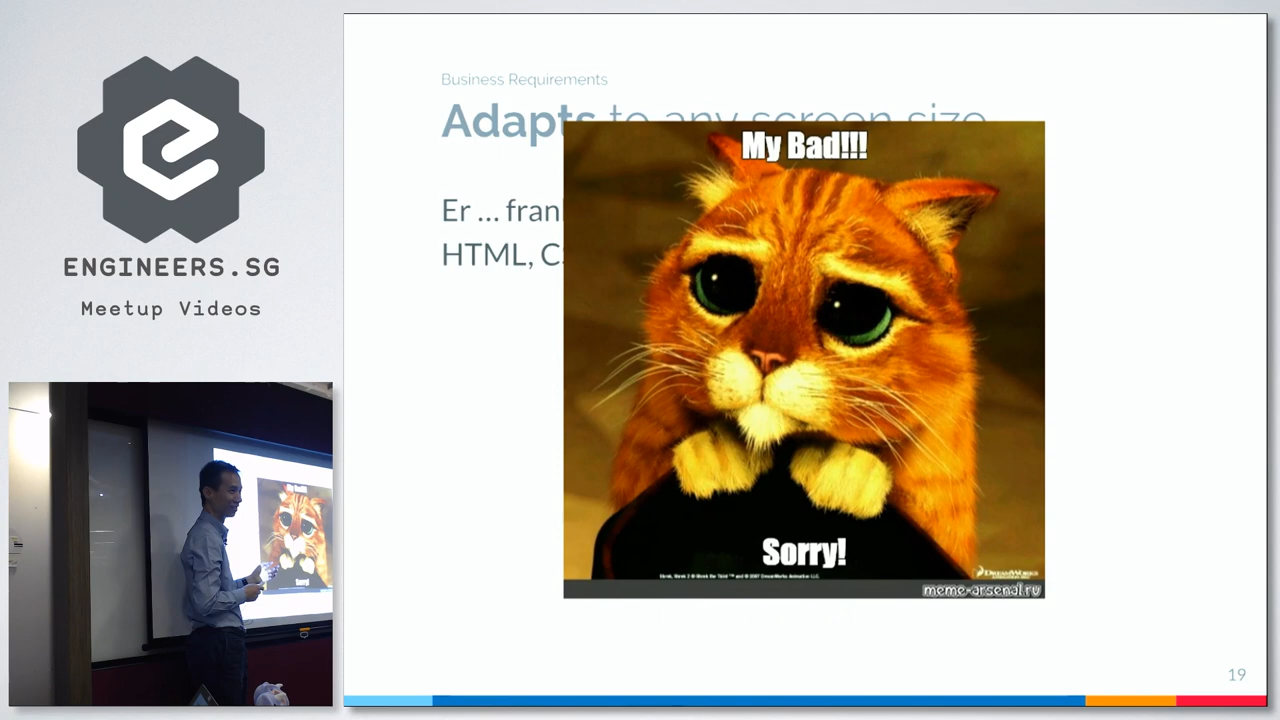 ENGINEERS.SG
Meetup Videos
Business Requirements
Adapts to any screen size
Er ... fran
HTML, C
My Bad!!!
Sorry!
DREAMWORKS
meme-arsenal.ru
19